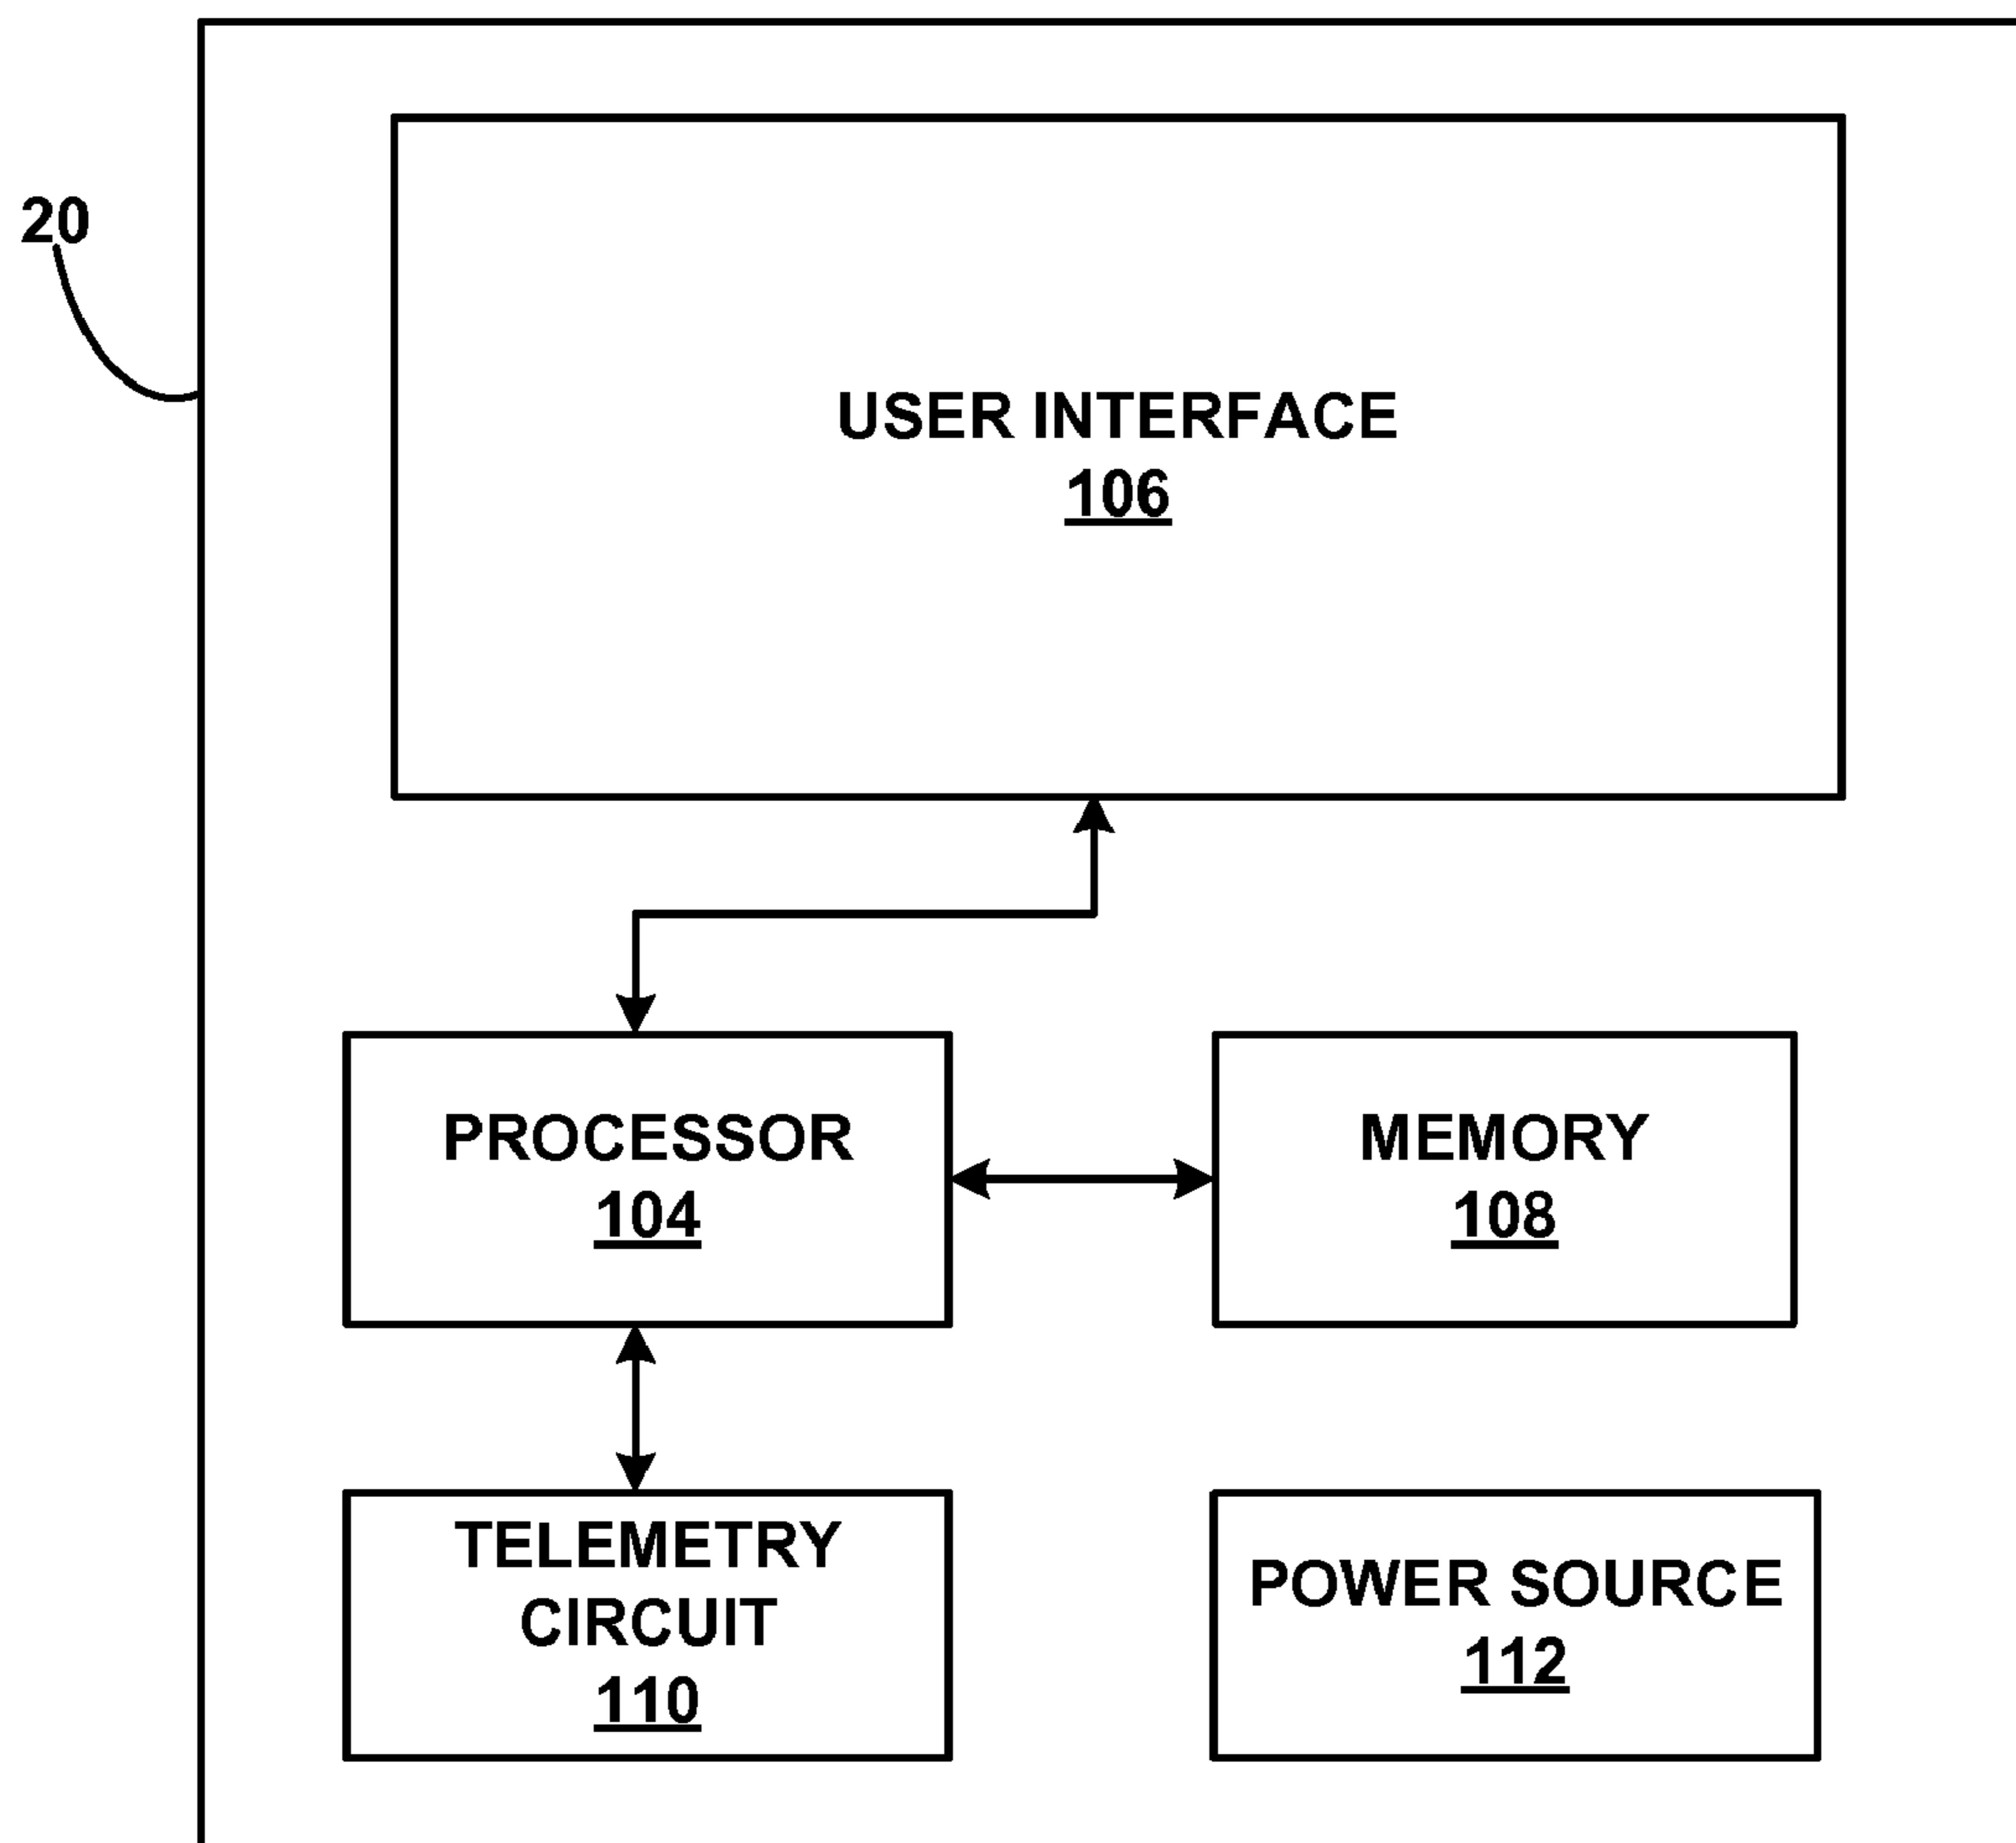 20
USER INTERFACE
106
PROCESSOR
104
MEMORY
108
TELEMETRY
CIRCUIT
110
POWER SOURCE
112